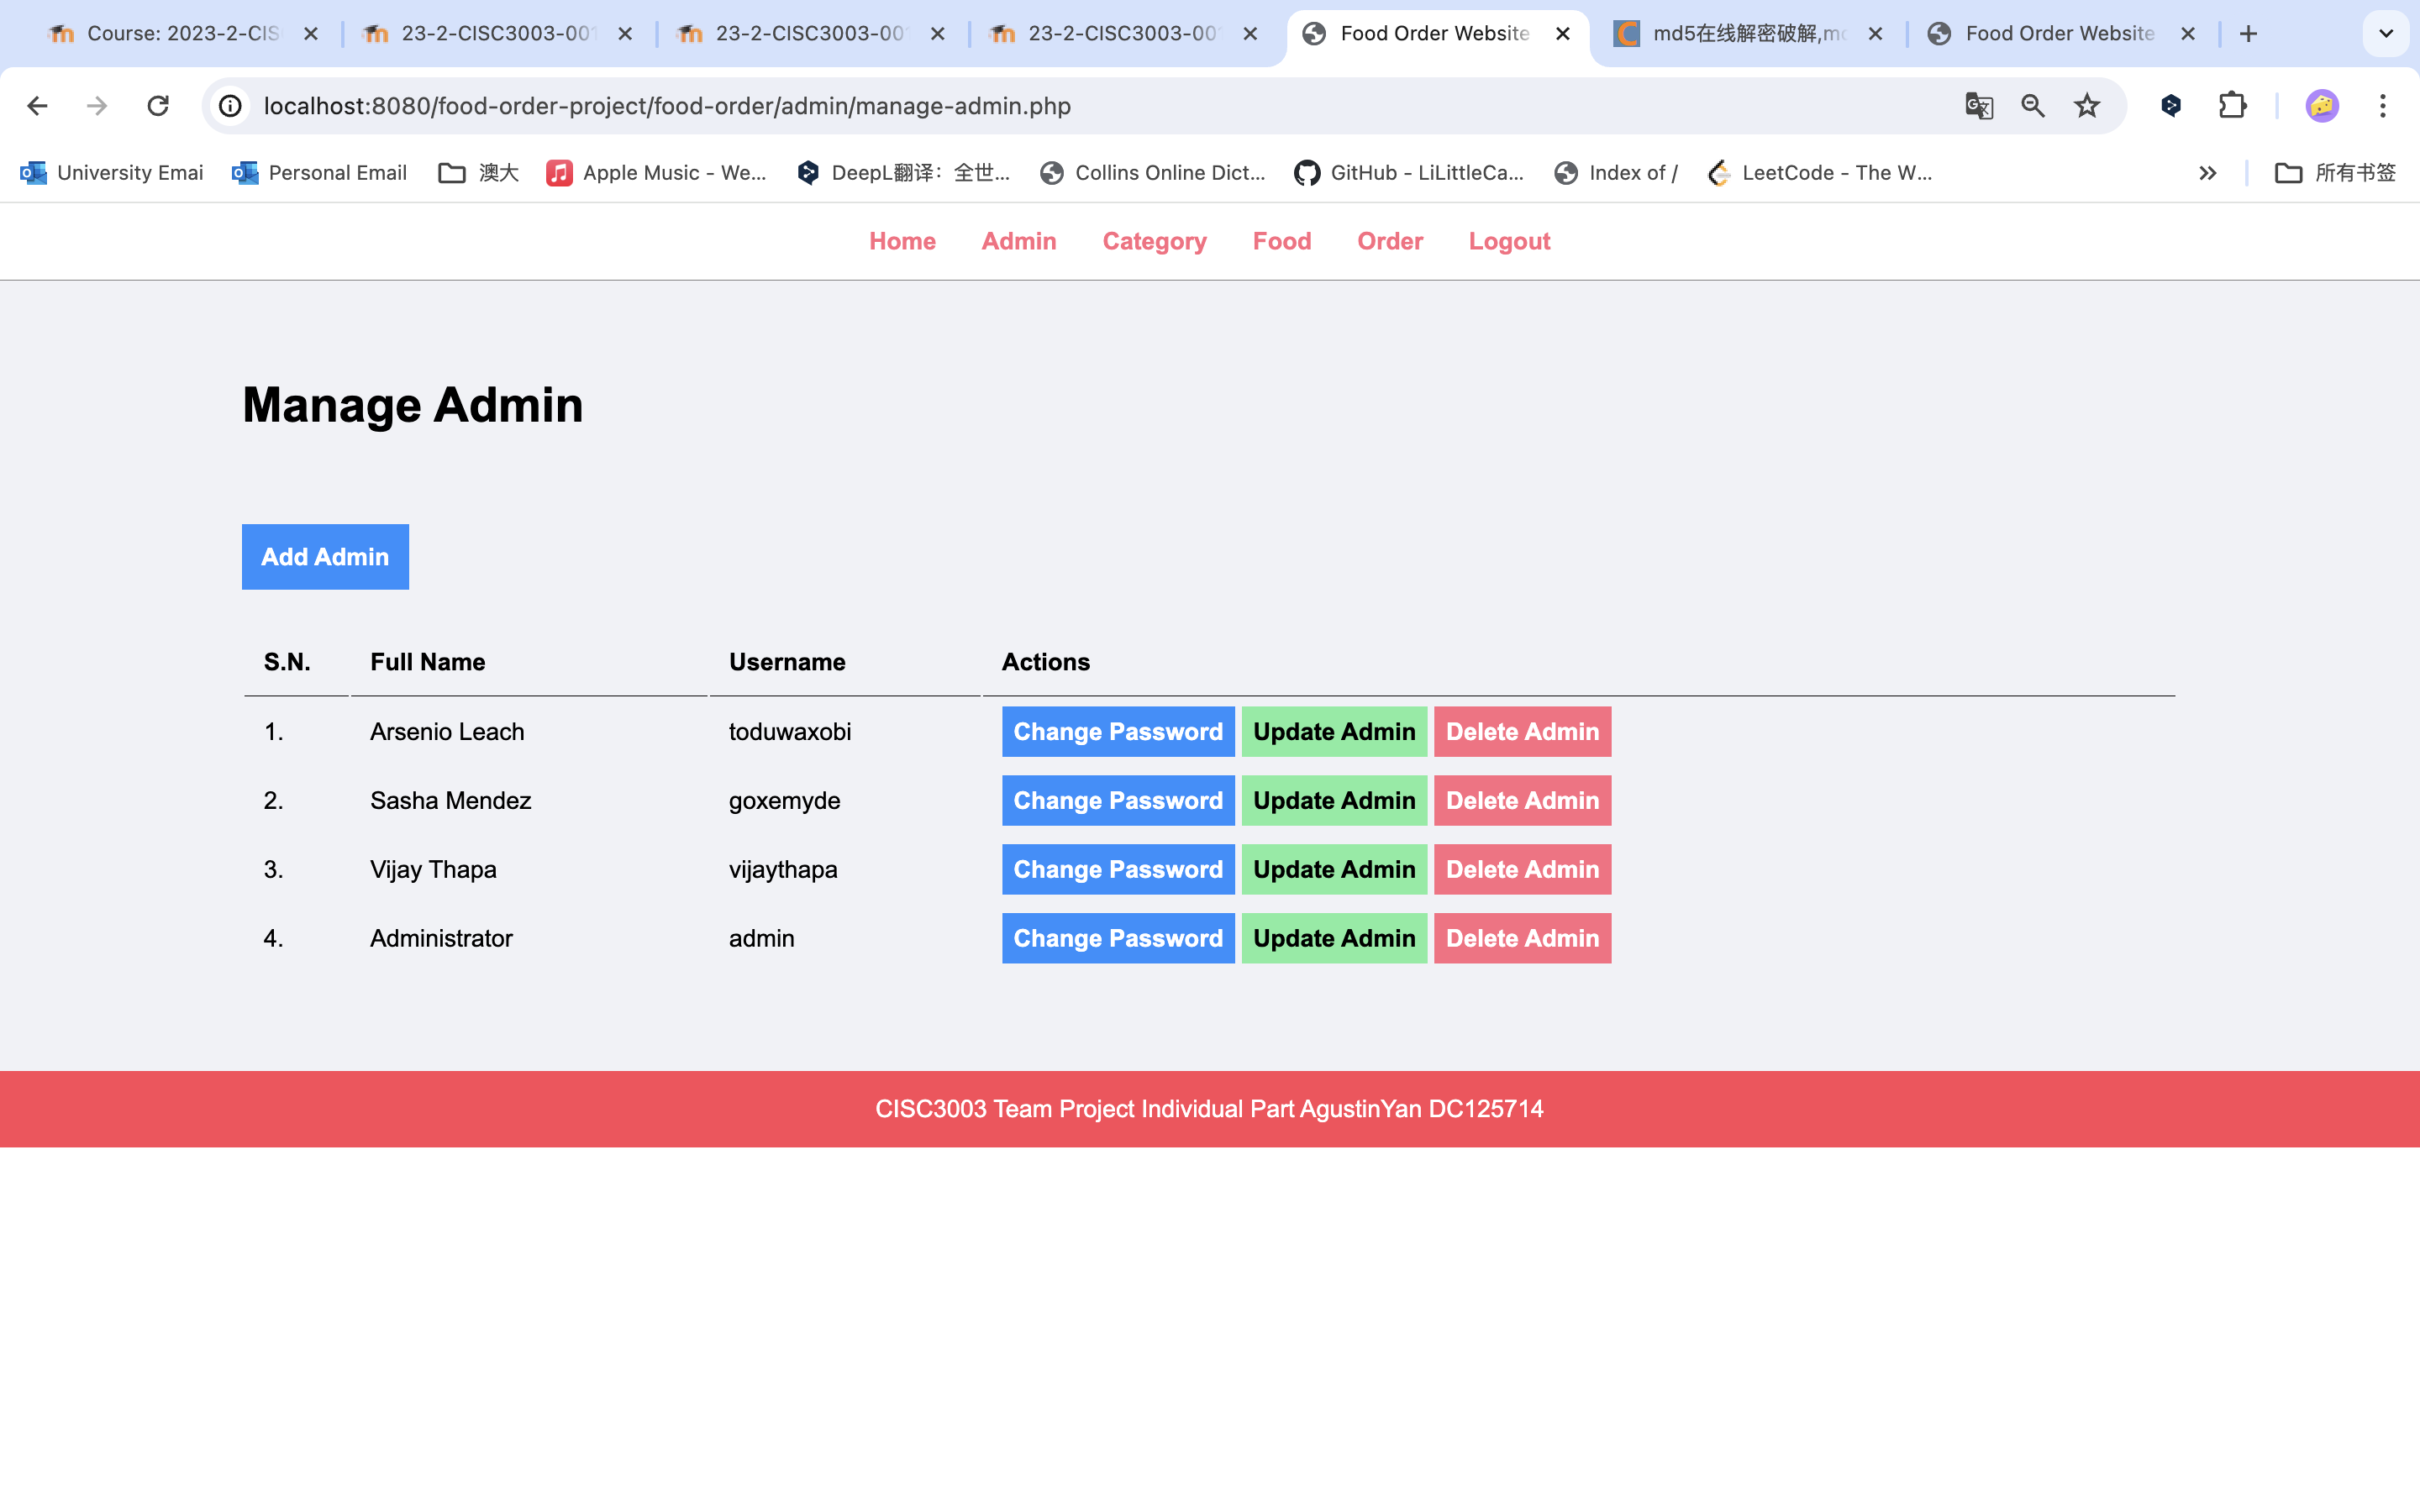 Course: 2023-2-CIS
23-2-CISC3003-00
23-2-CISC3003-00
23-2-CISC3003-00
Food Order Website
md5在线解密破解,md
Food Order Website
localhost:8080/food-order-project/food-order/admin/manage-admin.php
University Emai
Personal Email
澳大
Apple Music - We...
DeepL翻译：全世...
Collins Online Dict...
GitHub - LiLittleCa...
Index of /
LeetCode - The W...
所有书签
Home Admin Category Food Order Logout
Manage Admin
Add Admin
S.N. Full Name Username Actions
1. Arsenio Leach toduwaxobi Change Password Update Admin Delete Admin
2. Sasha Mendez goxemyde Change Password Update Admin Delete Admin
3. Vijay Thapa vijaythapa Change Password Update Admin Delete Admin
4. Administrator admin Change Password Update Admin Delete Admin
CISC3003 Team Project Individual Part AgustinYan DC125714